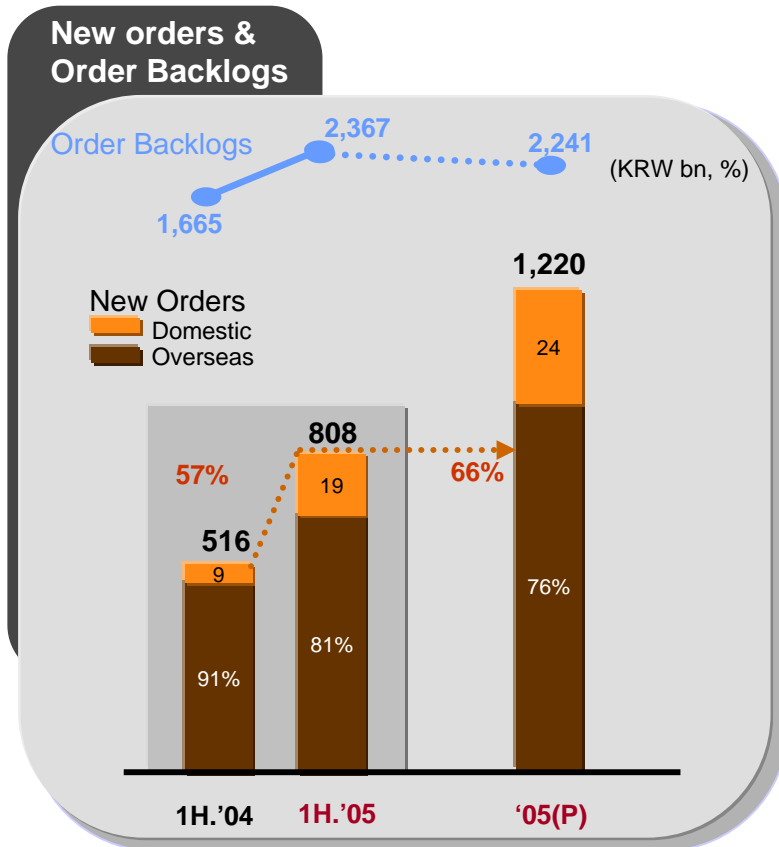 New orders &
Order Backlogs
Order Backlogs
2,367
2,241
(KRW bn, %)
1,665
1,220
New Orders
Domestic
Overseas
24
808
57%
66%
19
516
9
76%
81%
91%
1H.’04
1H.’05
‘05(P)